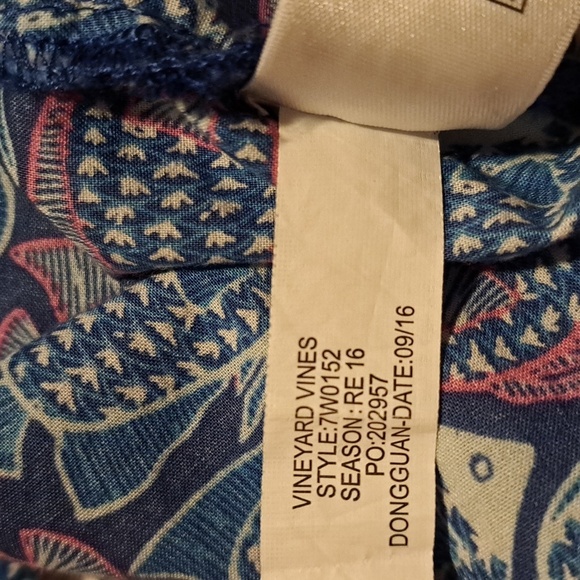 VINEYARD VINES
STYLE:7W0152
SEASON: RE 16
PO:202957
DONGGUAN-DATE:09/16